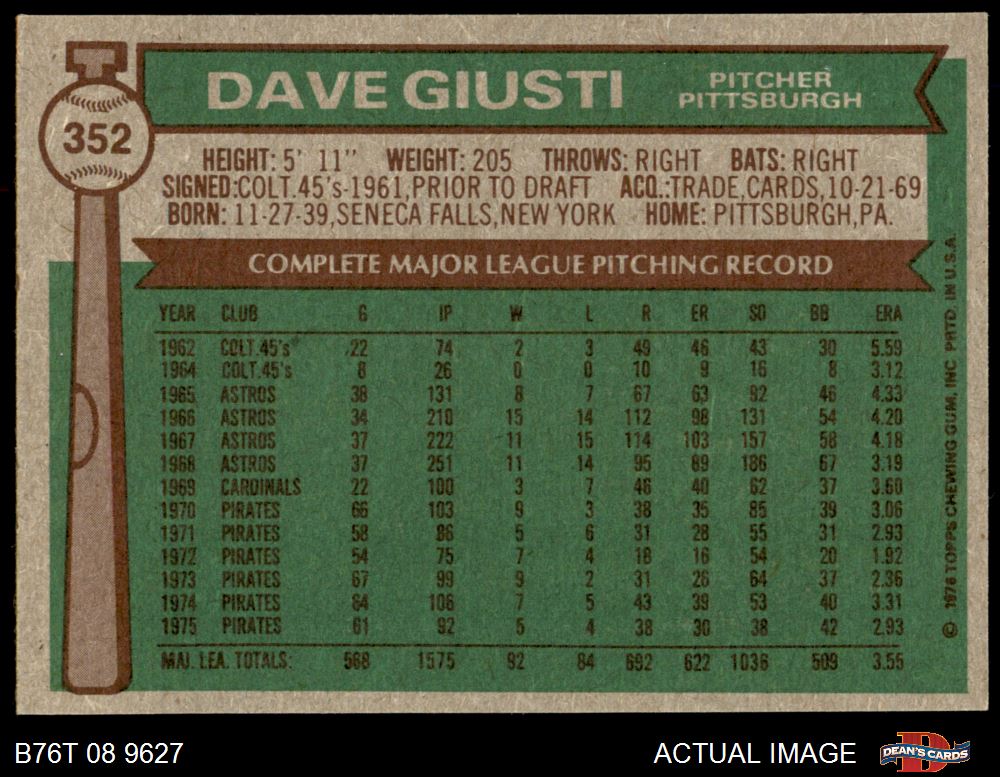 DAVE GIUSTI
PITCHER
PITTSBURGH
352
HEIGHT: 5' 11" WEIGHT: 205 THROWS: RIGHT BATS: RIGHT
SIGNED:COLT.45's-1961,PRIOR TO DRAFT ACQ.:TRADE,CARDS,10-21-69
BORN: 11-27-39,SENECA FALLS,NEW YORK HOME: PITTSBURGH,PA.
COMPLETE MAJOR LEAGUE PITCHING RECORD
YEAR CLUB G IP W L R ER SO BB ERA
1962 COLT.45's 22 74 2 3 49 46 43 30 5.59
1964 COLT.45's 8 26 0 0 10 9 16 8 3.12
1965 ASTROS 38 131 8 7 67 63 92 46 4.33
1966 ASTROS 34 210 15 14 112 98 131 54 4.20
1967 ASTROS 37 222 11 15 114 103 157 58 4.18
1968 ASTROS 37 251 11 14 95 89 186 67 3.19
1969 CARDINALS 22 100 3 7 46 40 62 37 3.60
1970 PIRATES 66 103 9 3 38 35 85 39 3.06
1971 PIRATES 58 86 5 6 31 28 55 31 2.93
1972 PIRATES 54 75 7 4 18 16 54 20 1.92
1973 PIRATES 67 99 9 2 31 26 64 37 2.36
1974 PIRATES 64 106 7 5 43 39 53 40 3.31
1975 PIRATES 61 92 5 4 38 30 38 42 2.93
MAJ. LEA. TOTALS: 568 1575 92 84 692 622 1036 509 3.55
© 1976 TOPPS CHEWING GUM, INC PRTD. IN U.S.A.
B76T 08 9627
ACTUAL IMAGE
D
DEAN'S CARDS